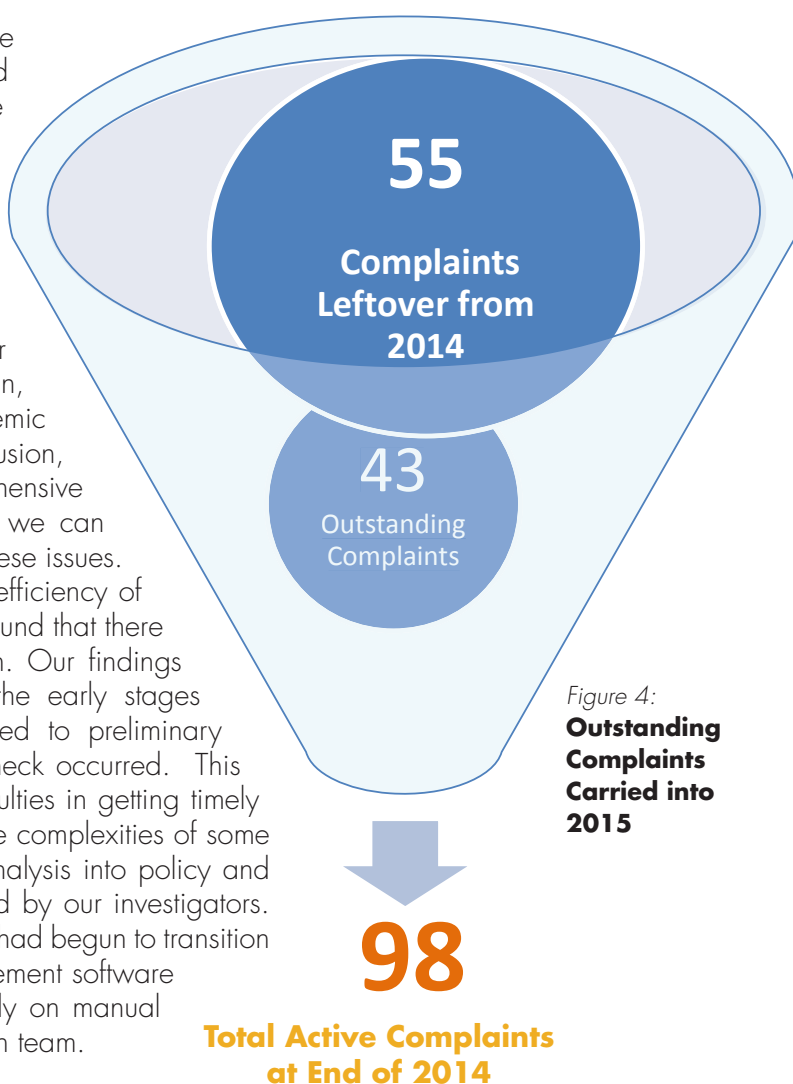 e
d
e
r
n,
emic
usion,
hensive
we can
ese issues.
efficiency of
und that there
n. Our findings
the early stages
ed to preliminary
neck occurred. This
ulties in getting timely
e complexities of some
nalysis into policy and
d by our investigators.
had begun to transition
ement software
ly on manual
n team.
55
Complaints
Leftover from
2014
43
Outstanding
Complaints
Figure 4:
Outstanding
Complaints
Carried into
2015
98
Total Active Complaints
at End of 2014